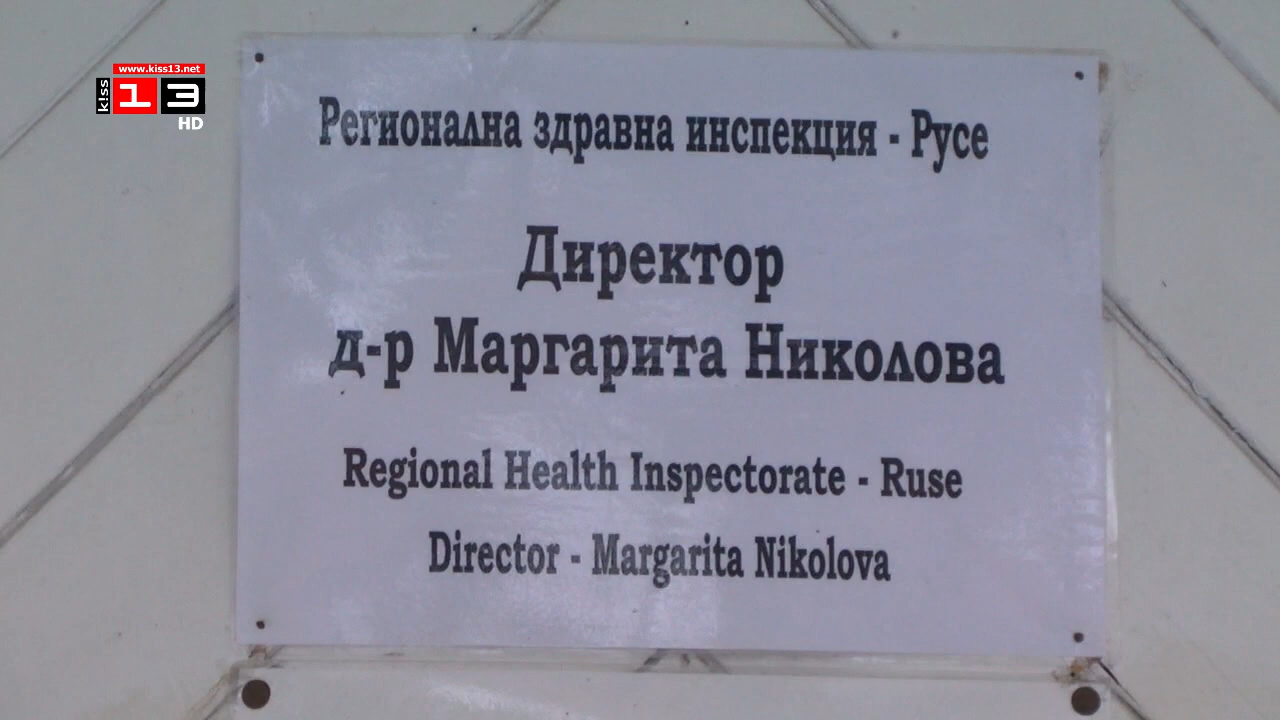 www.kiss13.net
k!ss
13
HD
Регионална здравна инспекция - Русе
Директор
д-р Маргарита Николова
Regional Health Inspectorate - Ruse
Director - Margarita Nikolova